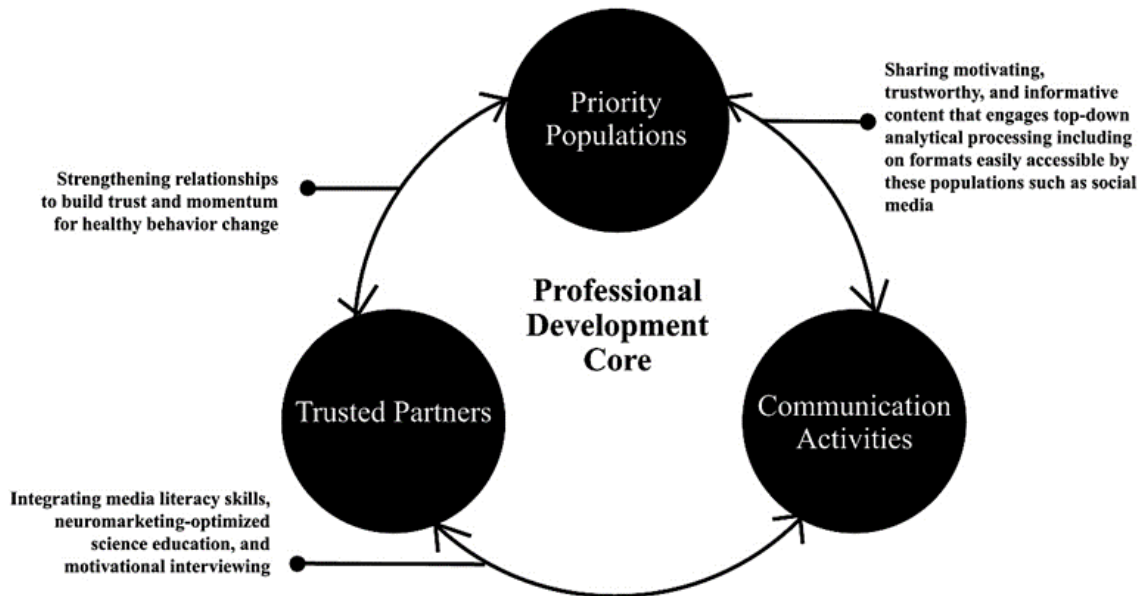 Priority
Populations
Sharing motivating,
trustworthy, and informative
content that engages top-down
analytical processing including
on formats easily accessible by
these populations such as social
media
Strengthening relationships
to build trust and momentum
for healthy behavior change
Professional
Development
Core
Trusted Partners
Communication
Activities
Integrating media literacy skills,
neuromarketing-optimized
science education, and
motivational interviewing